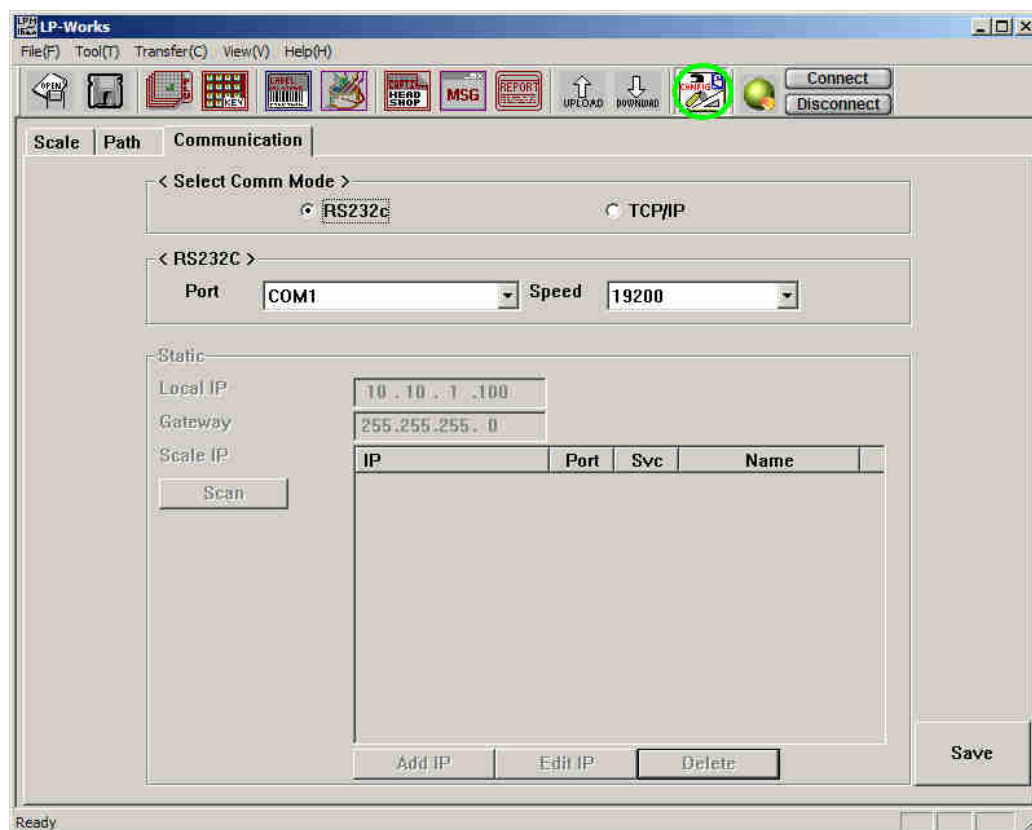 LP-Works
File(F) Tool(T) Transfer(C) View(V) Help(H)
OPEN KEY LABEL HEAD SHOP MSG REPORT UPLOAD DOWNLOAD CONFIG Connect
Disconnect
Scale Path Communication
< Select Comm Mode >
RS232c TCP/IP
< RS232C >
Port COM1 Speed 19200
Static
Local IP 10 . 10 . 1 .100
Gateway 255.255.255. 0
Scale IP
IP Port Svc Name
Scan
Add IP Edit IP Delete
Save
Ready